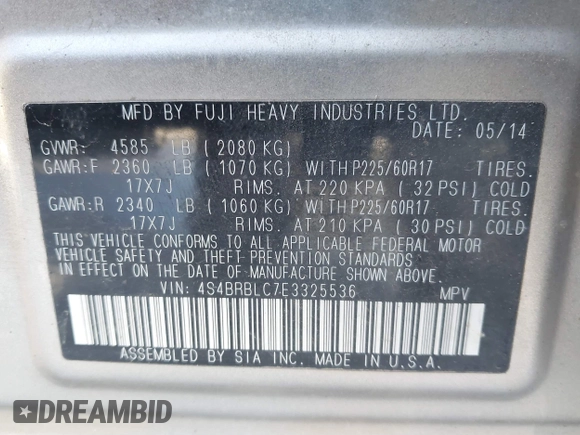 MFD BY FUJI HEAVY INDUSTRIES LTD.
DATE: 05/14
GVWR: 4585 LB ( 2080 KG)
GAWR:F 2360 LB ( 1070 KG) WITH P225/60R17 TIRES.
17X7J RIMS. AT 220 KPA ( 32 PSI) COLD
GAWR:R 2340 LB ( 1060 KG) WITH P225/60R17 TIRES.
17X7J RIMS. AT 210 KPA ( 30 PSI) COLD
THIS VEHICLE CONFORMS TO ALL APPLICABLE FEDERAL MOTOR
VEHICLE SAFETY AND THEFT PREVENTION STANDARDS
IN EFFECT ON THE DATE OF MANUFACTURE SHOWN ABOVE.
VIN: 4S4BRBLC7E3325536 MPV
ASSEMBLED BY SIA INC. MADE IN U.S.A.
DREAMBID